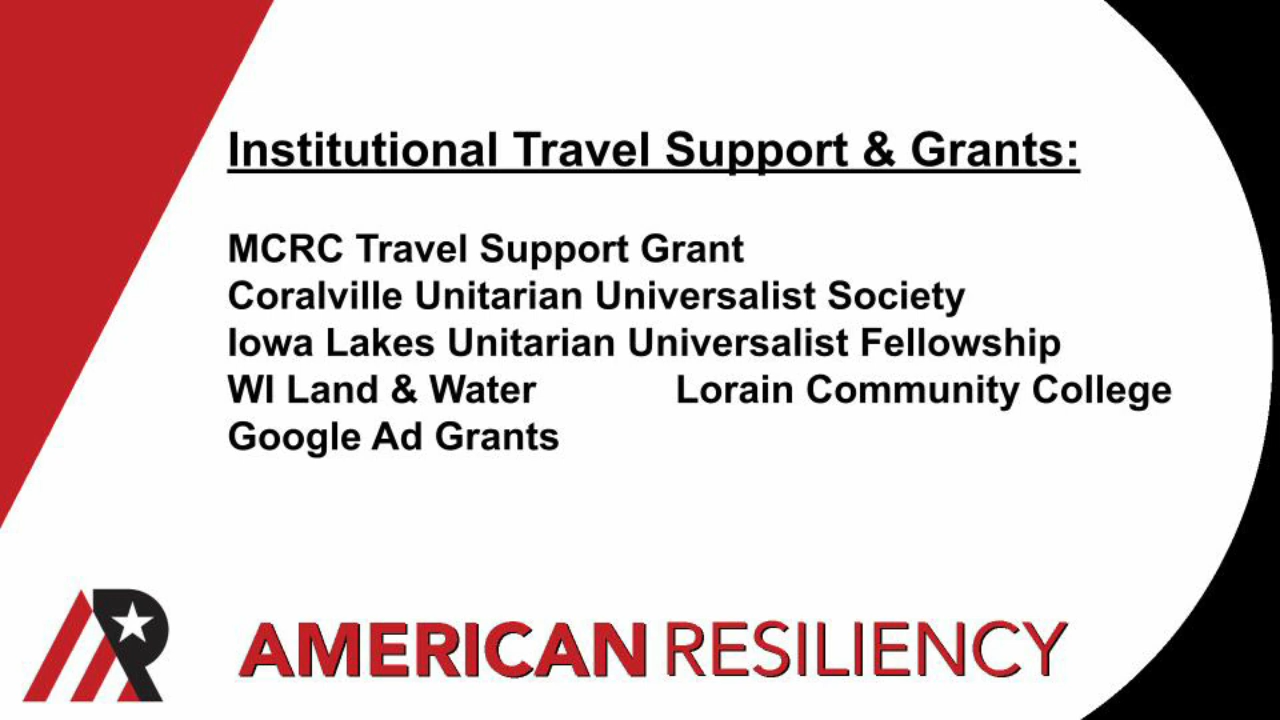 Institutional Travel Support & Grants:
MCRC Travel Support Grant
Coralville Unitarian Universalist Society
Iowa Lakes Unitarian Universalist Fellowship
WI Land & Water Lorain Community College
Google Ad Grants
AR
AMERICAN RESILIENCY